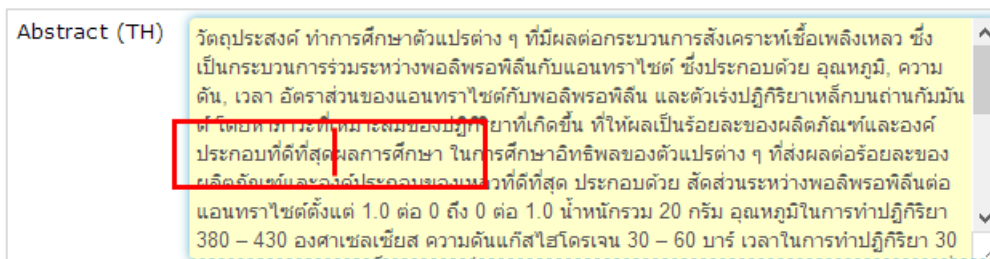 Abstract (TH)
วัตถุประสงค์ ทำการศึกษาตัวแปรต่าง ๆ ที่มีผลต่อกระบวนการสังเคราะห์เชื้อเพลิงเหลว ซึ่ง
เป็นกระบวนการร่วมระหว่างพอลิพรอพิลีนกับแอนทราไซต์ ซึ่งประกอบด้วย อุณหภูมิ, ความ
ดัน, เวลา อัตราส่วนของแอนทราไซต์กับพอลิพรอพิลีน และตัวเร่งปฏิกิริยาเหล็กบนถ่านกัมมัน
ต์ โดยหาภาวะที่เหมาะสมของปฏิกิริยาที่เกิดขึ้น ที่ให้ผลเป็นร้อยละของผลิตภัณฑ์และองค์
ประกอบที่ดีที่สุดผลการศึกษา ในการศึกษาอิทธิพลของตัวแปรต่าง ๆ ที่ส่งผลต่อร้อยละของ
ผลิตภัณฑ์และองค์ประกอบของเหลวที่ดีที่สุด ประกอบด้วย สัดส่วนระหว่างพอลิพรอพิลีนต่อ
แอนทราไซต์ตั้งแต่ 1.0 ต่อ 0 ถึง 0 ต่อ 1.0 น้ำหนักรวม 20 กรัม อุณหภูมิในการทำปฏิกิริยา
380 – 430 องศาเซลเซียส ความดันแก๊สไฮโดรเจน 30 – 60 บาร์ เวลาในการทำปฏิกิริยา 30